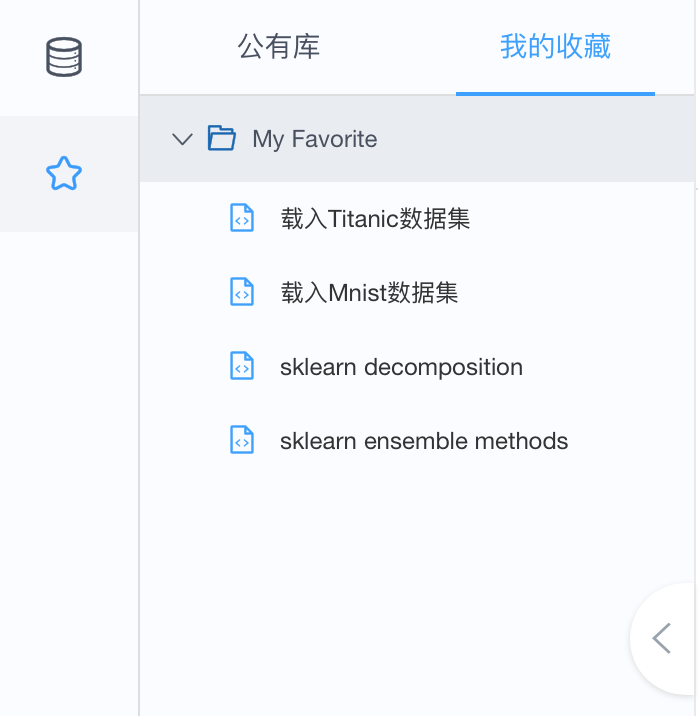 公有库
我的收藏
My Favorite
载入Titanic数据集
载入Mnist数据集
sklearn decomposition
sklearn ensemble methods